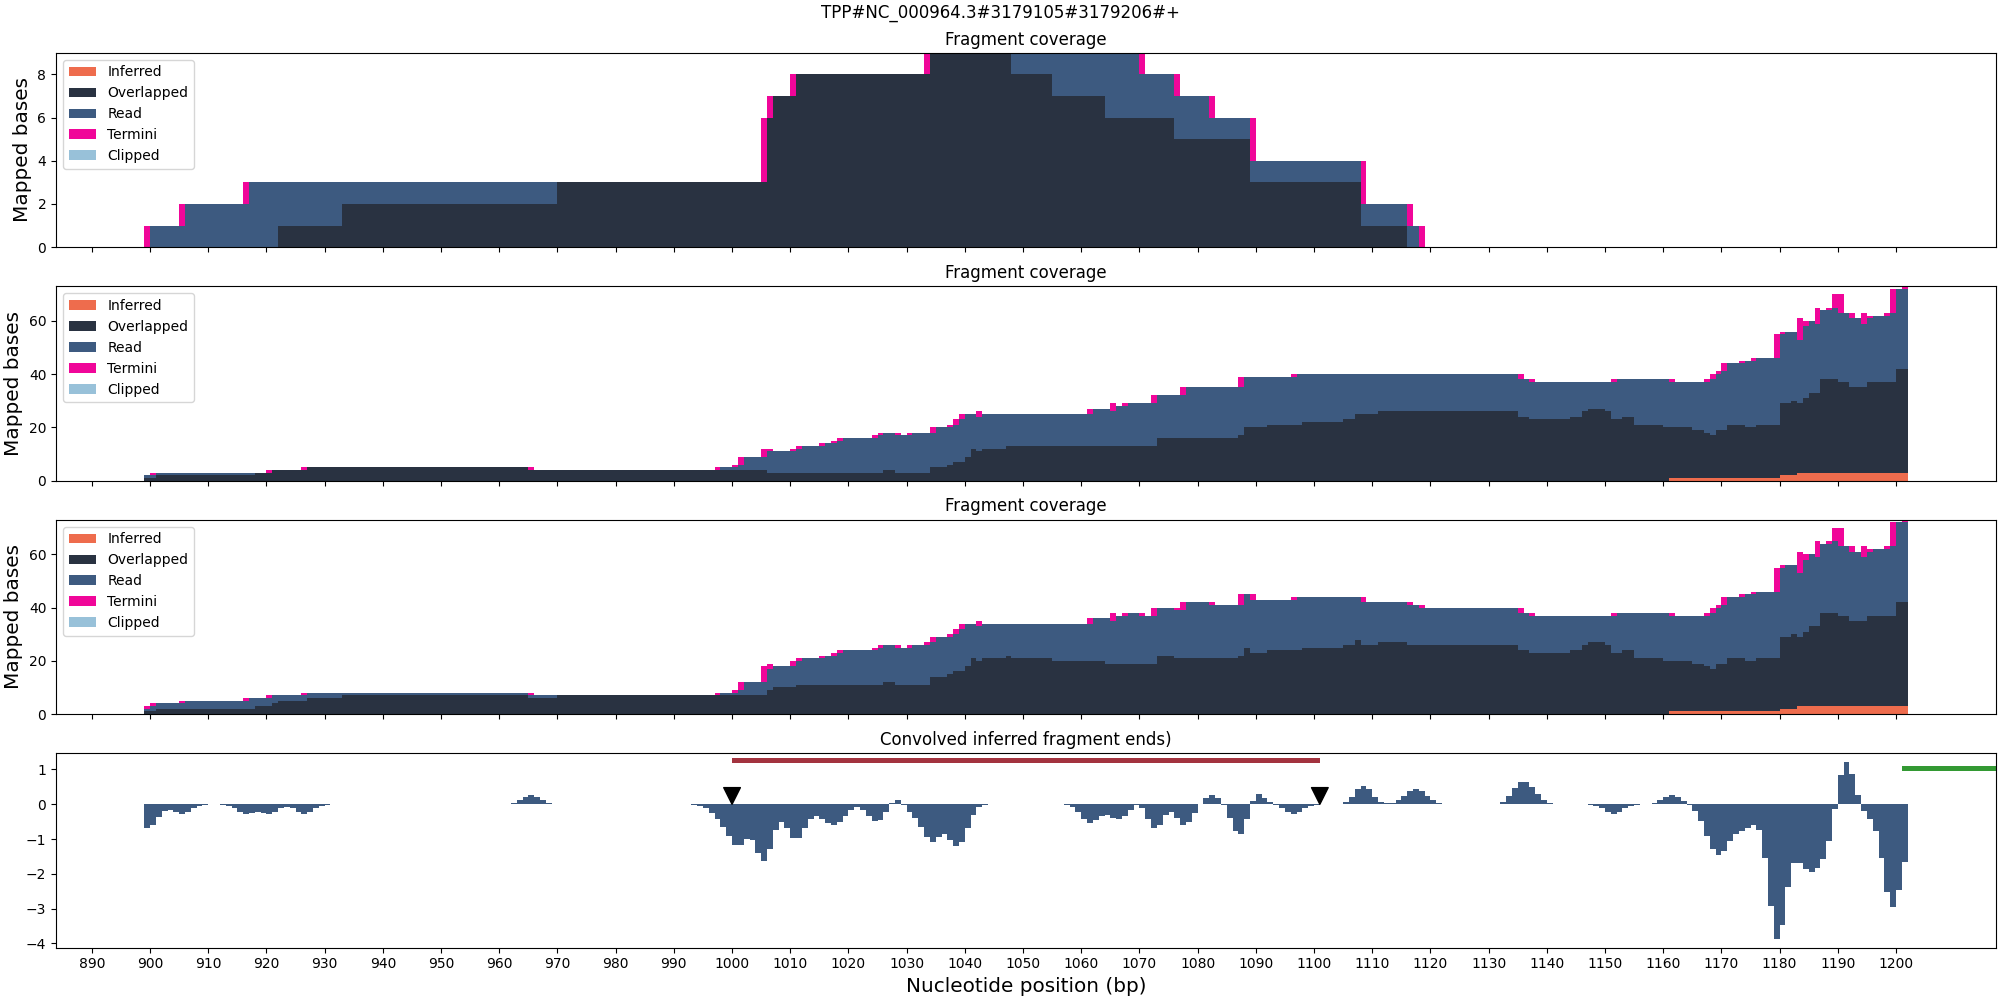 TPP#NC_000964.3#3179105#3179206#+
Fragment coverage
Mapped bases
8
6
4
2
0
Inferred
Overlapped
Read
Termini
Clipped
Fragment coverage
Mapped bases
60
40
20
0
Inferred
Overlapped
Read
Termini
Clipped
Fragment coverage
Mapped bases
60
40
20
0
Inferred
Overlapped
Read
Termini
Clipped
Convolved inferred fragment ends)
1
0
−1
−2
−3
−4
890 900 910 920 930 940 950 960 970 980 990 1000 1010 1020 1030 1040 1050 1060 1070 1080 1090 1100 1110 1120 1130 1140 1150 1160 1170 1180 1190 1200
Nucleotide position (bp)